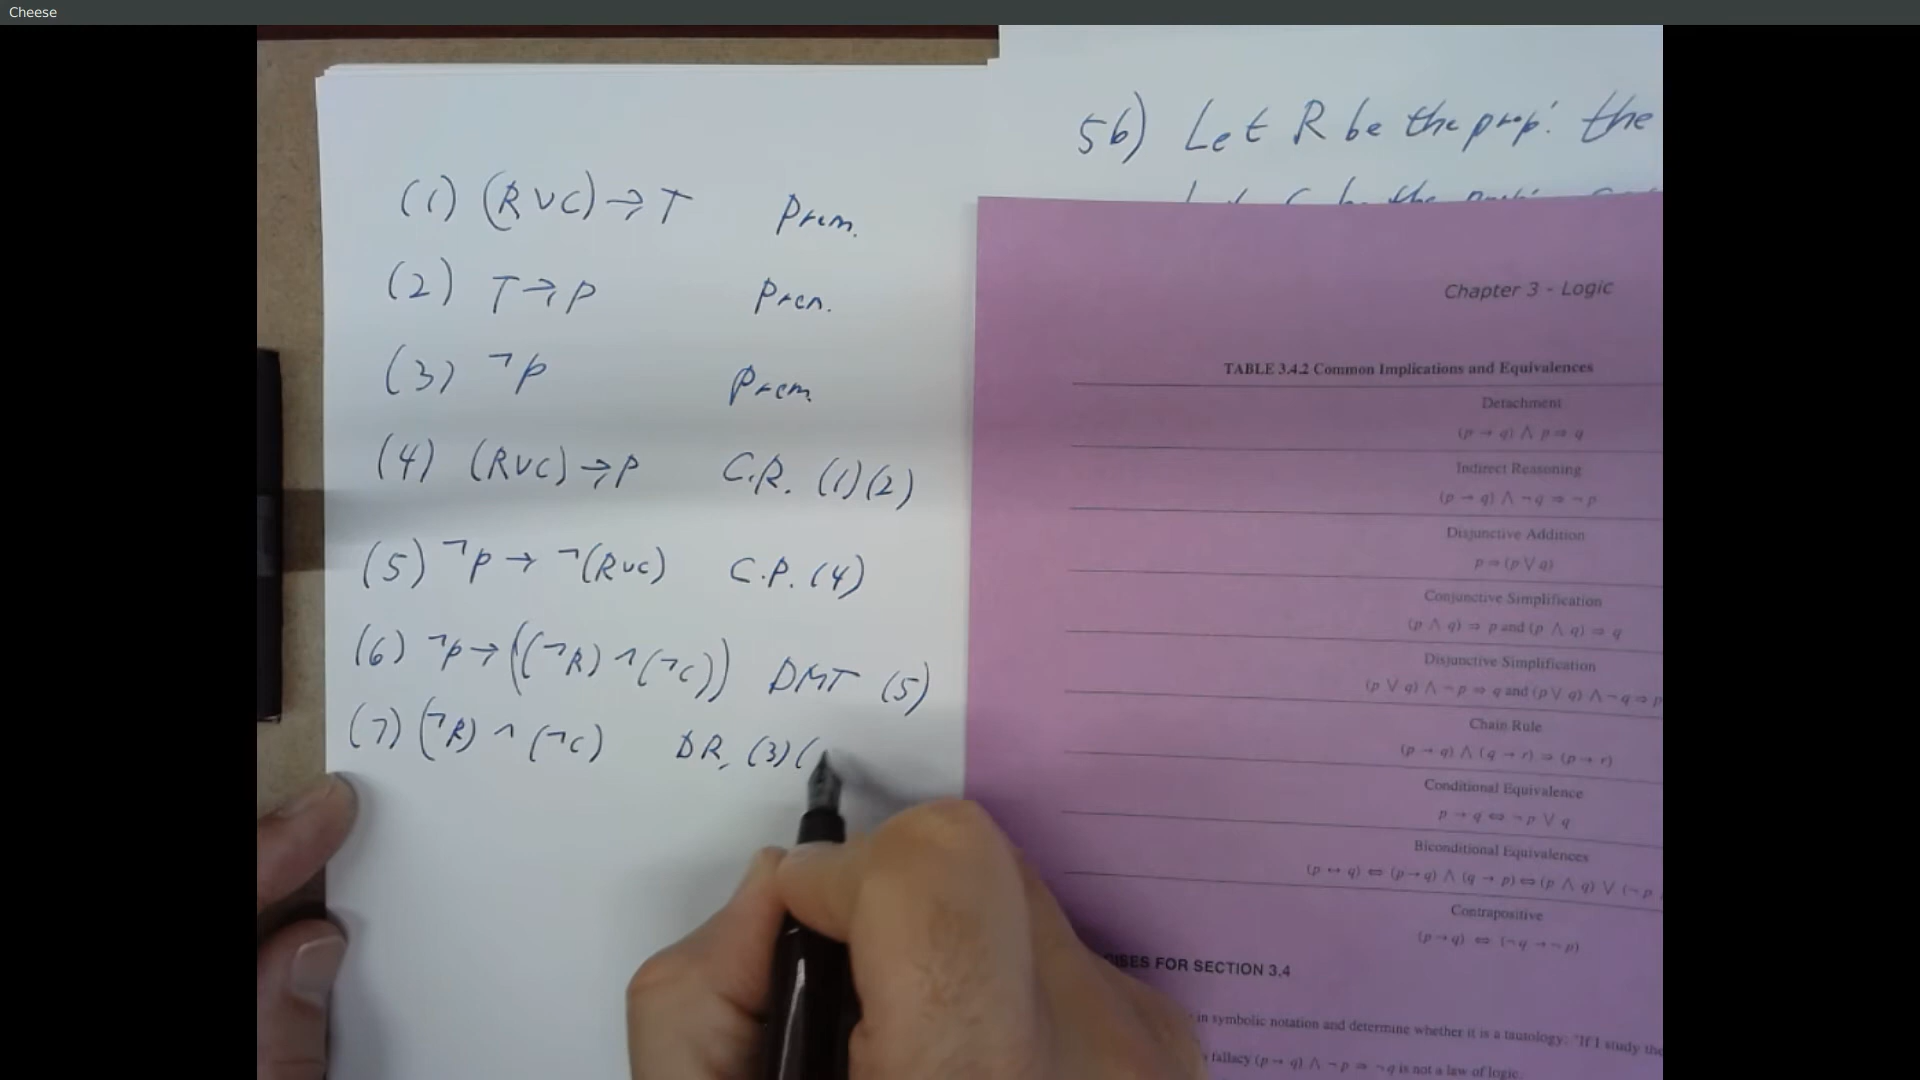 Cheese
(1) (R∨C)→T Prem.
(2) T→P Prem.
(3) ¬P Prem.
(4) (R∨C)→P C.R. (1)(2)
(5) ¬P → ¬(R∨C) C.P. (4)
(6) ¬P→((¬R)∧(¬C)) DMT (5)
(7) (¬R)∧(¬C) DR, (3)(
5b) Let R be the prop: the
Chapter 3 - Logic
TABLE 3.4.2 Common Implications and Equivalences
Detachment
(p → q) ∧ p ⇒ q
Indirect Reasoning
(p → q) ∧ ¬q ⇒ ¬p
Disjunctive Addition
p ⇒ (p ∨ q)
Conjunctive Simplification
(p ∧ q) ⇒ p and (p ∧ q) ⇒ q
Disjunctive Simplification
(p ∨ q) ∧ ¬p ⇒ q and (p ∨ q) ∧ ¬q ⇒ p
Chain Rule
(p → q) ∧ (q → r) ⇒ (p → r)
Conditional Equivalence
p → q ⇔ ¬p ∨ q
Biconditional Equivalences
(p ↔ q) ⇔ (p→q) ∧ (q → p) ⇔ (p ∧ q) ∨ (¬p
Contrapositive
(p→q) ⇔ (¬q → ¬p)
FOR SECTION 3.4
in symbolic notation and determine whether it is a tautology: "If I study the
fallacy (p → q) ∧ ¬p ⇒ ¬q is not a law of logic.